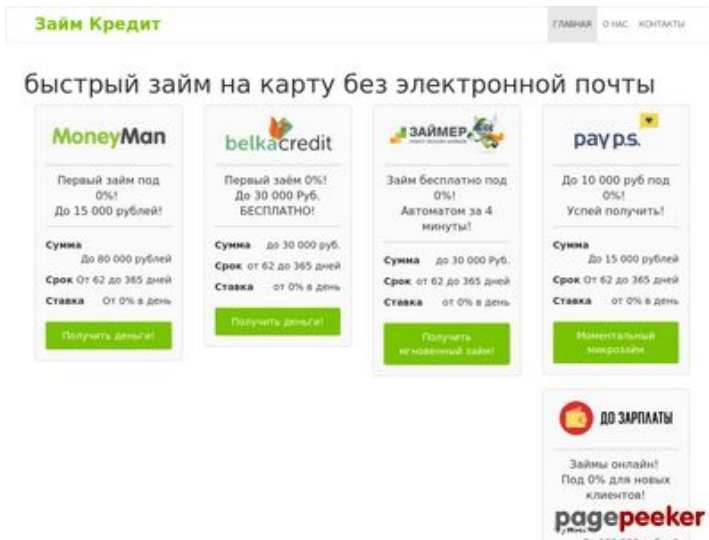 Займ Кредит
ГЛАВНАЯ О НАС КОНТАКТЫ
быстрый займ на карту без электронной почты
MoneyMan
Первый займ под
0%!
До 15 000 рублей!
Сумма
До 80 000 рублей
Срок От 62 до 365 дней
Ставка От 0% в день
Получить деньги!
belkacredit
Первый заём 0%!
До 30 000 Руб.
БЕСПЛАТНО!
Сумма до 30 000 руб.
Срок от 62 до 365 дней
Ставка от 0% в день
Получить деньги!
ЗАЙМЕР
Займ бесплатно под
0%!
Автоматом за 4
минуты!
Сумма до 30 000 Руб.
Срок от 62 до 365 дней
Ставка от 0% в день
Получить
мгновенный займ!
pay p.s.
До 10 000 руб под
0%!
Успей получить!
Сумма
До 15 000 рублей
Срок От 62 до 365 дней
Ставка От 0% в день
Моментальный
микрозайм
ДО ЗАРПЛАТЫ
Займы онлайн!
Под 0% для новых
клиентов!
pagepeeker